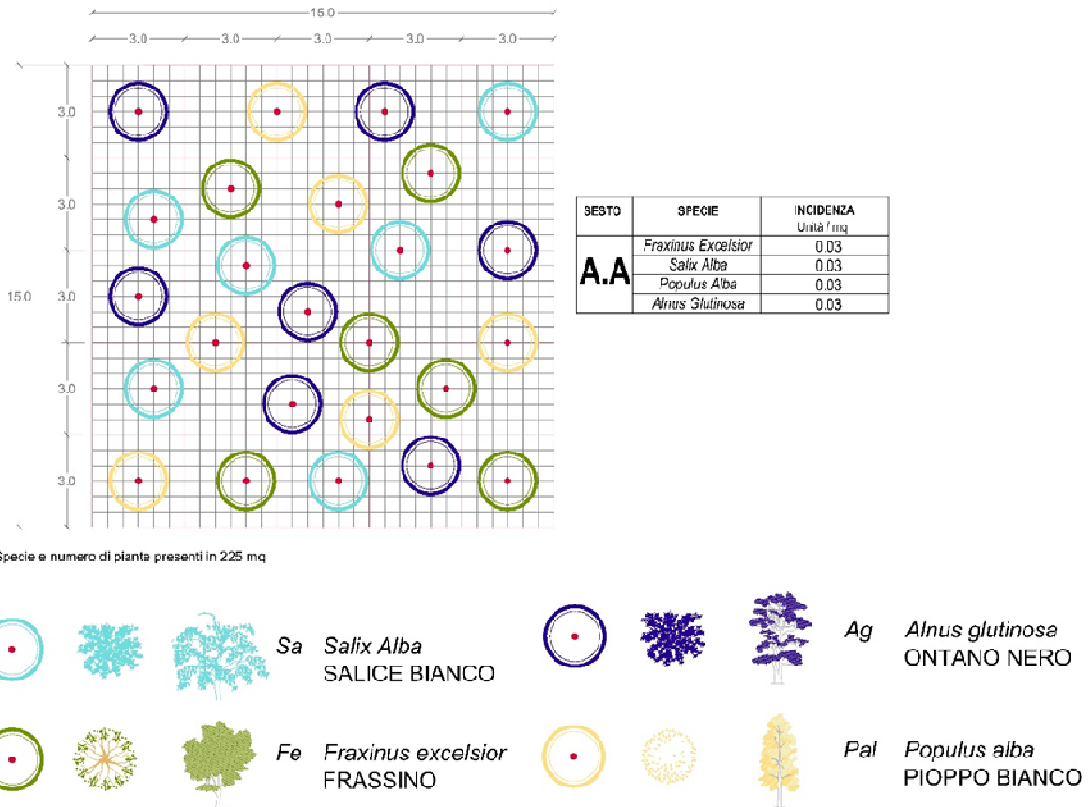 15.0
3.0 3.0 3.0 3.0 3.0
3.0
3.0
15.0 3.0
3.0
3.0
SESTO SPECIE INCIDENZA
Unità / mq
A.A
Fraxinus Excelsior 0.03
Salix Alba 0.03
Populus Alba 0.03
Alnus Glutinosa 0.03
Specie e numero di piante presenti in 225 mq
Sa Salix Alba
SALICE BIANCO
Ag Alnus glutinosa
ONTANO NERO
Fe Fraxinus excelsior
FRASSINO
Pal Populus alba
PIOPPO BIANCO